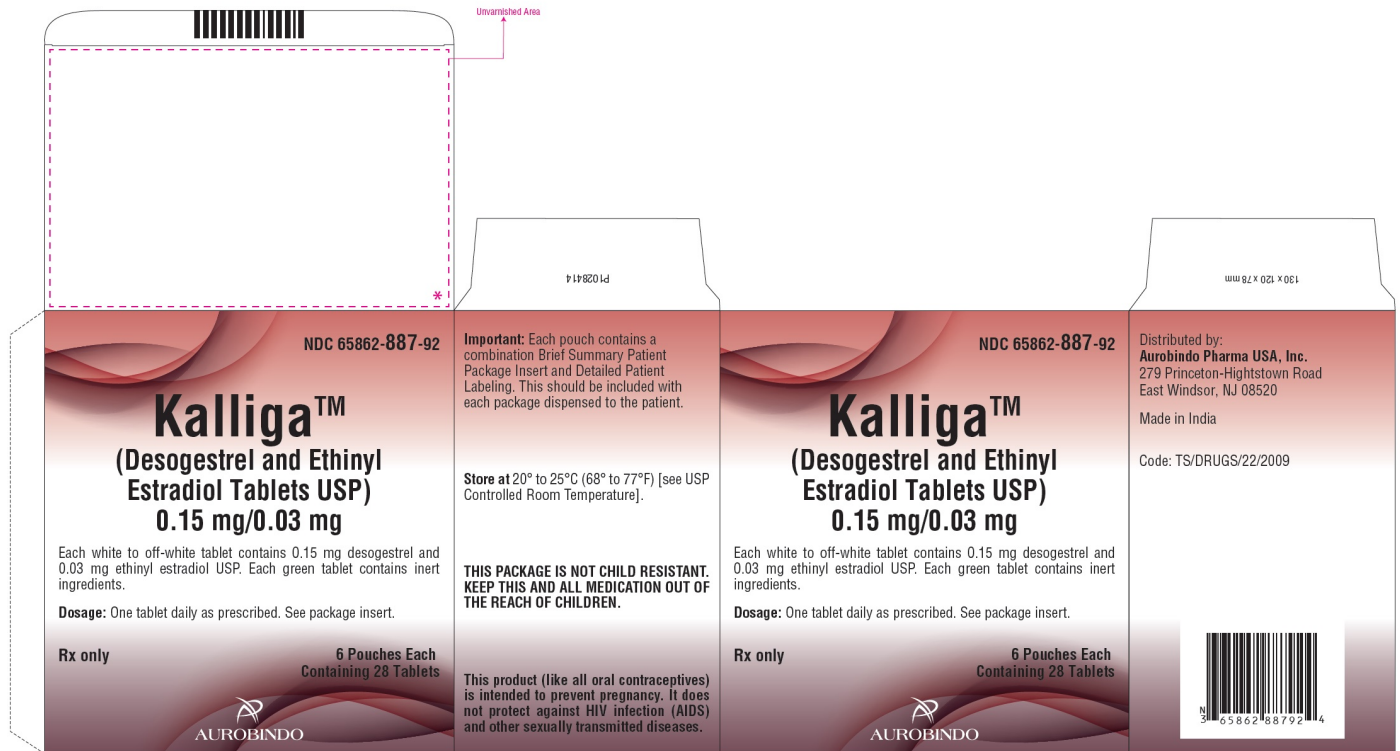 Unvarnished Area
*
P1028414
130 x 120 x 78 mm
NDC 65862-887-92
Kalliga™
(Desogestrel and Ethinyl
Estradiol Tablets USP)
0.15 mg/0.03 mg
Each white to off-white tablet contains 0.15 mg desogestrel and
0.03 mg ethinyl estradiol USP. Each green tablet contains inert
ingredients.
Dosage: One tablet daily as prescribed. See package insert.
Rx only
6 Pouches Each
Containing 28 Tablets
AUROBINDO
Important: Each pouch contains a
combination Brief Summary Patient
Package Insert and Detailed Patient
Labeling. This should be included with
each package dispensed to the patient.
Store at 20° to 25°C (68° to 77°F) [see USP
Controlled Room Temperature].
THIS PACKAGE IS NOT CHILD RESISTANT.
KEEP THIS AND ALL MEDICATION OUT OF
THE REACH OF CHILDREN.
This product (like all oral contraceptives)
is intended to prevent pregnancy. It does
not protect against HIV infection (AIDS)
and other sexually transmitted diseases.
NDC 65862-887-92
Kalliga™
(Desogestrel and Ethinyl
Estradiol Tablets USP)
0.15 mg/0.03 mg
Each white to off-white tablet contains 0.15 mg desogestrel and
0.03 mg ethinyl estradiol USP. Each green tablet contains inert
ingredients.
Dosage: One tablet daily as prescribed. See package insert.
Rx only
6 Pouches Each
Containing 28 Tablets
AUROBINDO
Distributed by:
Aurobindo Pharma USA, Inc.
279 Princeton-Hightstown Road
East Windsor, NJ 08520
Made in India
Code: TS/DRUGS/22/2009
N
3 65862 88792 4